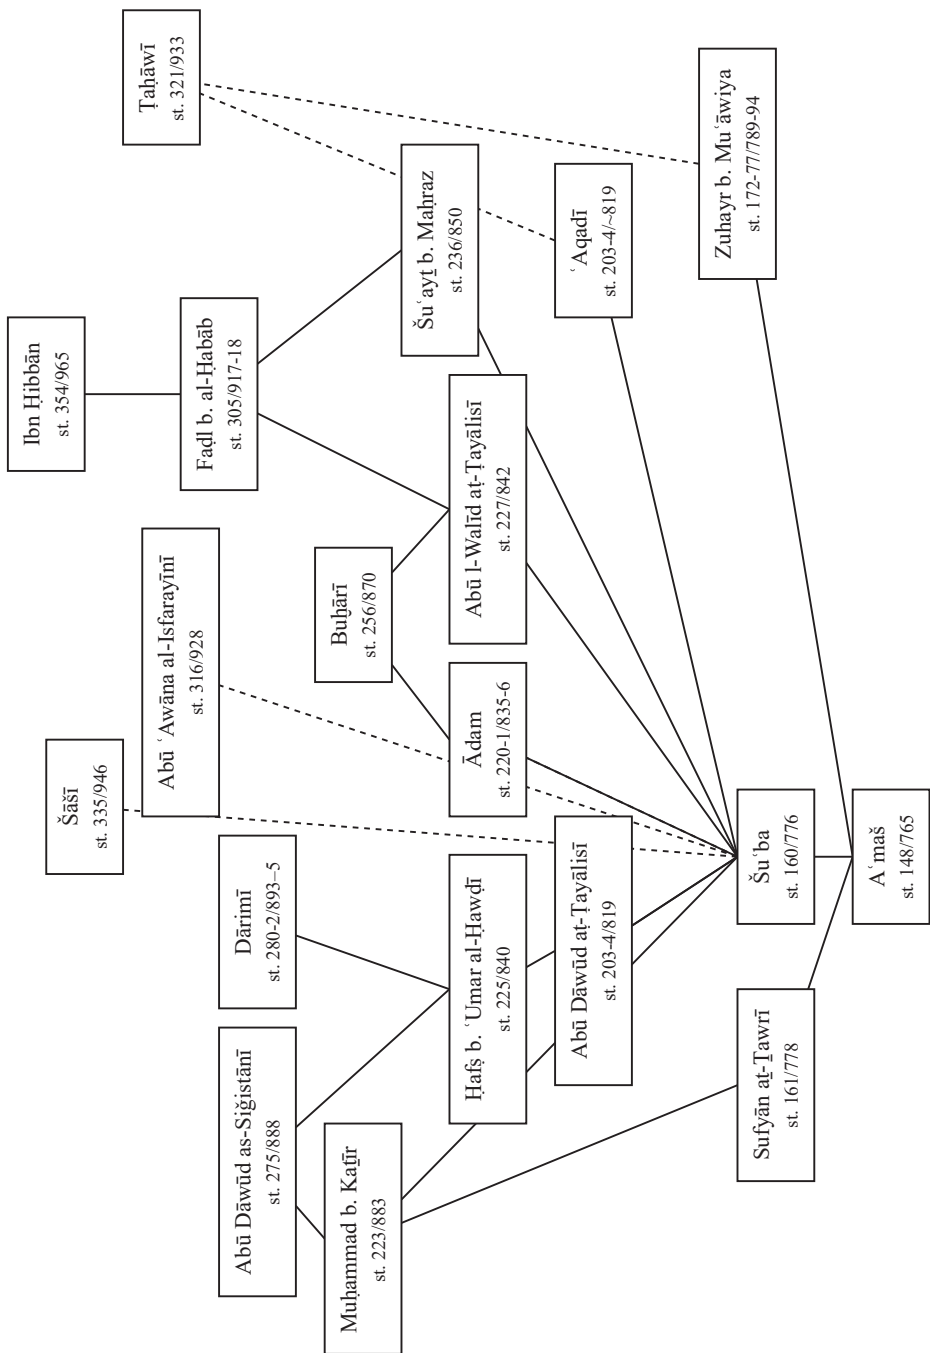 Ibn Ḥibbān
st. 354/965
Šāšī
st. 335/946
Ṭaḥāwī
st. 321/933
Abū ʿAwāna al-Isfarayīnī
st. 316/928
Faḍl b. al-Ḥabāb
st. 305/917-18
Abū Dāwūd as-Siǧistānī
st. 275/888
Dārimī
st. 280-2/893–5
Buḫārī
st. 256/870
Muḥammad b. Kaṯīr
st. 223/883
Šuʿayṯ b. Maḥraz
st. 236/850
Ḥafṣ b. ʿUmar al-Ḥawḍī
st. 225/840
Ādam
st. 220-1/835-6
Abū l-Walīd aṭ-Ṭayālisī
st. 227/842
Abū Dāwūd aṭ-Ṭayālisī
st. 203-4/819
ʿAqadī
st. 203-4/~819
Zuhayr b. Muʿāwiya
st. 172-77/789-94
Sufyān aṯ-Ṯawrī
st. 161/778
Šuʿba
st. 160/776
Aʿmaš
st. 148/765